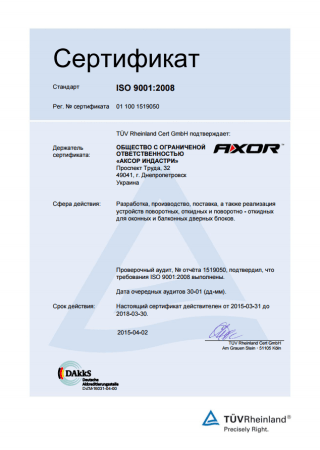 Сертификат
Стандарт ISO 9001:2008
Рег. № сертификата 01 100 1519050
TÜV Rheinland Cert GmbH подтверждает:
Держатель сертификата:
ОБЩЕСТВО С ОГРАНИЧЕНОЙ
ОТВЕТСТВЕННОСТЬЮ
«АКСОР ИНДАСТРИ»
Проспект Труда, 32
49041, г. Днепропетровск
Украина
AXOR
Сфера действия:
Разработка, производство, поставка, а также реализация
устройств поворотных, откидных и поворотно - откидных
для оконных и балконных дверных блоков.
Проверочный аудит, № отчёта 1519050, подтвердил, что
требования ISO 9001:2008 выполнены.
Дата очередных аудитов 30-01 (дд-мм).
Срок действия:
Настоящий сертификат действителен от 2015-03-31 до
2018-03-30.
2015-04-02
TÜV Rheinland Cert GmbH
Am Grauen Stein · 51105 Köln
DAkkS
Deutsche
Akkreditierungsstelle
D-ZM-16031-04-00
TÜVRheinland®
Precisely Right.